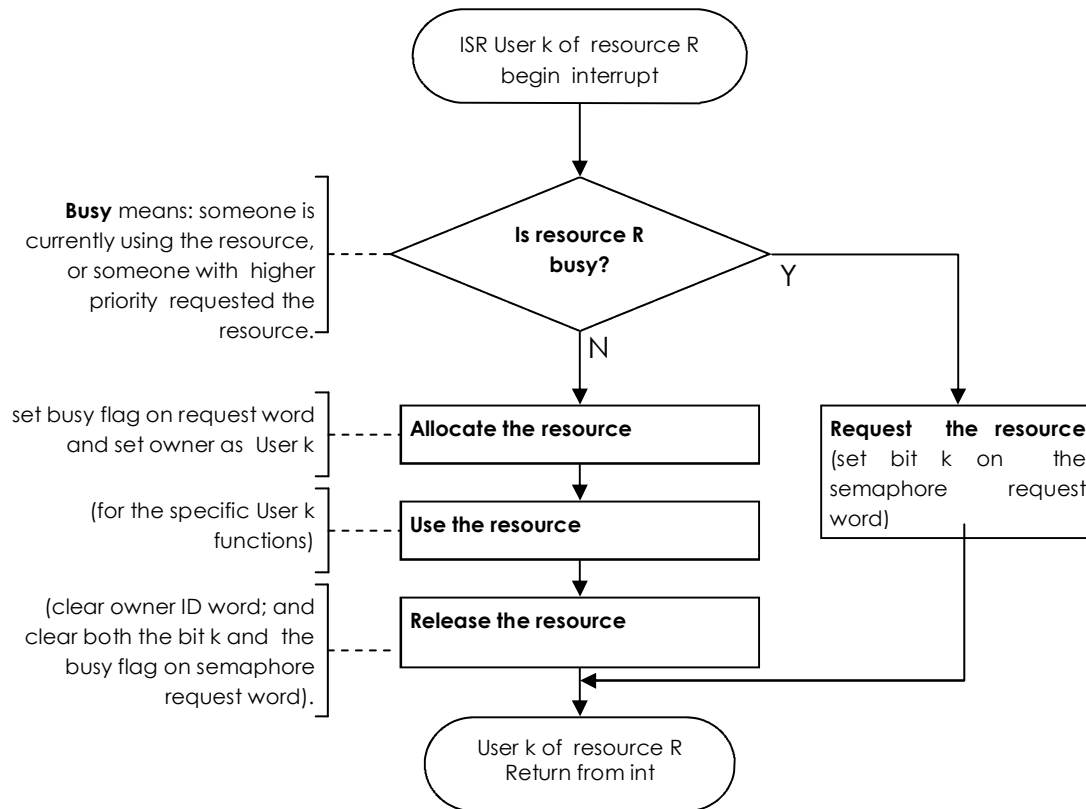 ISR User k of resource R
begin interrupt
Busy means: someone is
currently using the resource,
or someone with higher
priority requested the
resource.
Is resource R
busy?
Y
N
set busy flag on request word
and set owner as User k
Allocate the resource
Request the resource
(set bit k on the
semaphore request
word)
(for the specific User k
functions)
Use the resource
(clear owner ID word; and
clear both the bit k and the
busy flag on semaphore
request word).
Release the resource
User k of resource R
Return from int